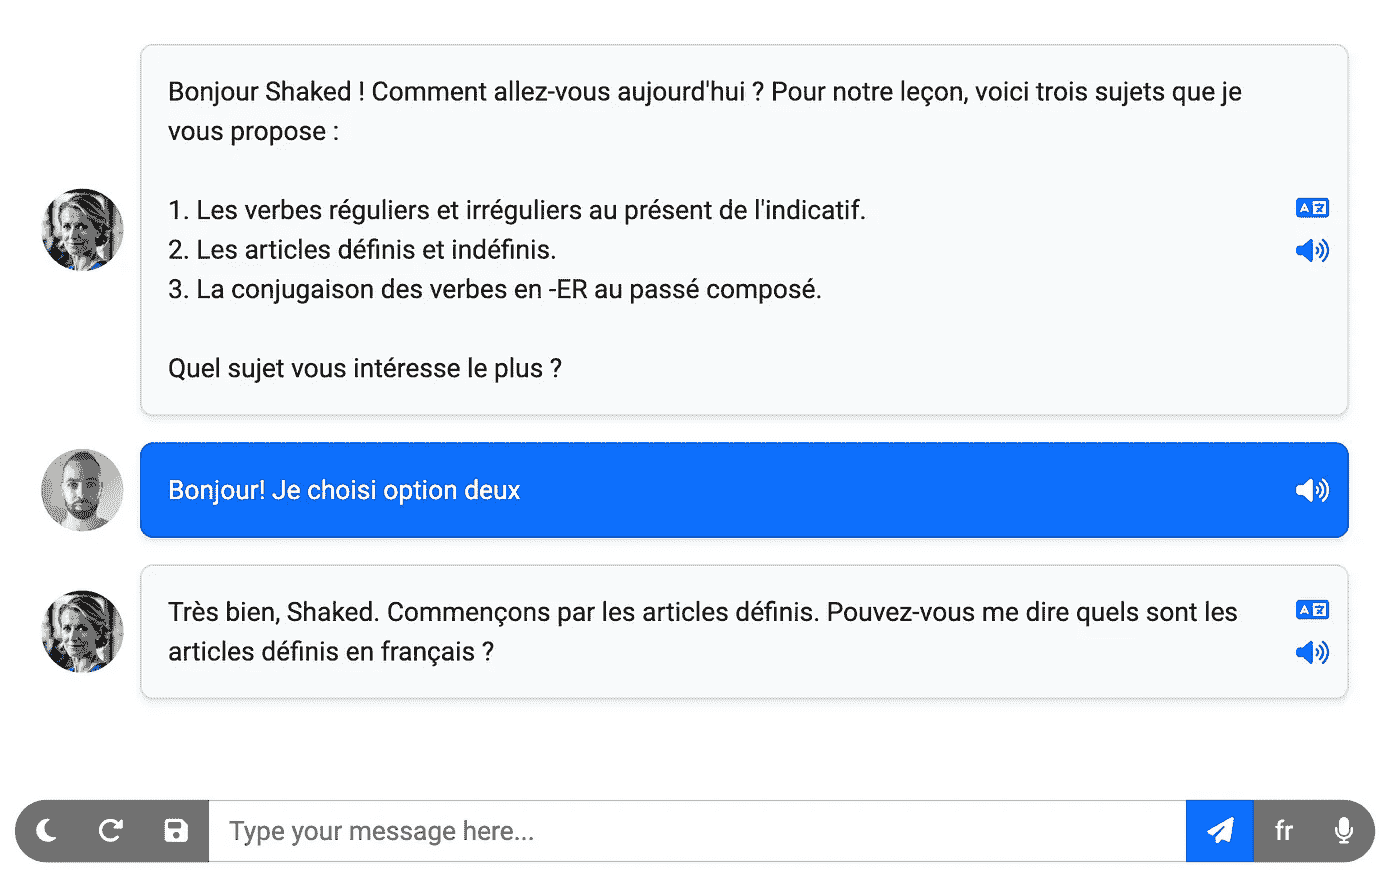 Bonjour Shaked ! Comment allez-vous aujourd'hui ? Pour notre leçon, voici trois sujets que je
vous propose :
1. Les verbes réguliers et irréguliers au présent de l'indicatif.
2. Les articles définis et indéfinis.
3. La conjugaison des verbes en -ER au passé composé.
Quel sujet vous intéresse le plus ?
Bonjour! Je choisi option deux
Très bien, Shaked. Commençons par les articles définis. Pouvez-vous me dire quels sont les
articles définis en français ?
Type your message here...
fr